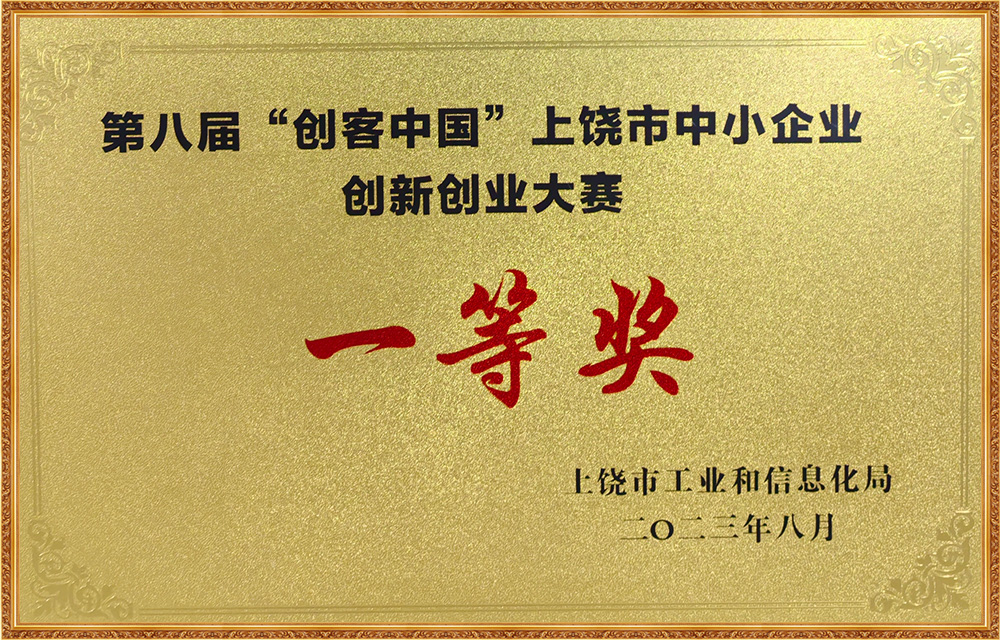 第八届“创客中国”上饶市中小企业
创新创业大赛
一等奖
上饶市工业和信息化局
二〇二三年八月